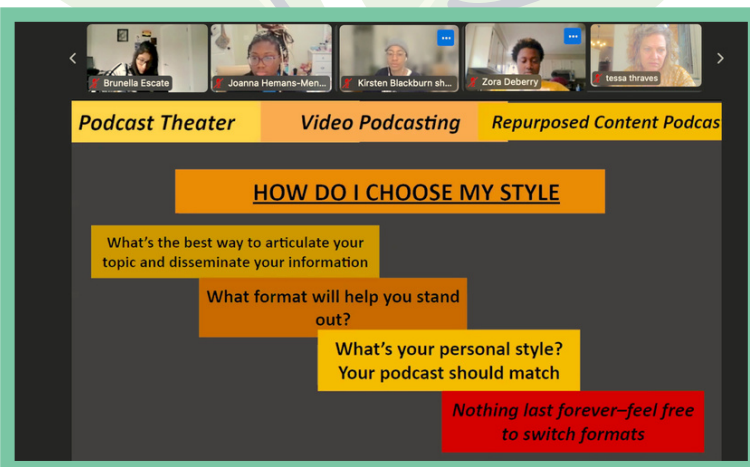 Brunella Escate
Joanna Hemans-Men...
Kirsten Blackburn sh...
Zora Deberry
tessa thraves
Podcast Theater
Video Podcasting
Repurposed Content Podcas
HOW DO I CHOOSE MY STYLE
What's the best way to articulate your
topic and disseminate your information
What format will help you stand
out?
What's your personal style?
Your podcast should match
Nothing last forever–feel free
to switch formats